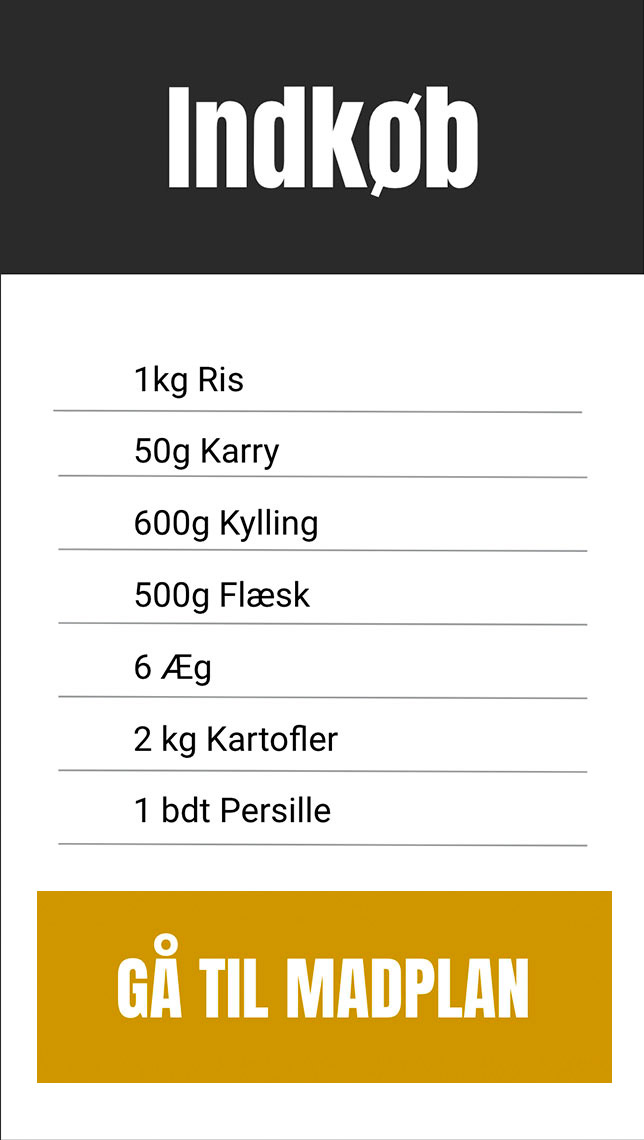 Indkøb
1kg Ris
50g Karry
600g Kylling
500g Flæsk
6 Æg
2 kg Kartofler
1 bdt Persille
GÅ TIL MADPLAN